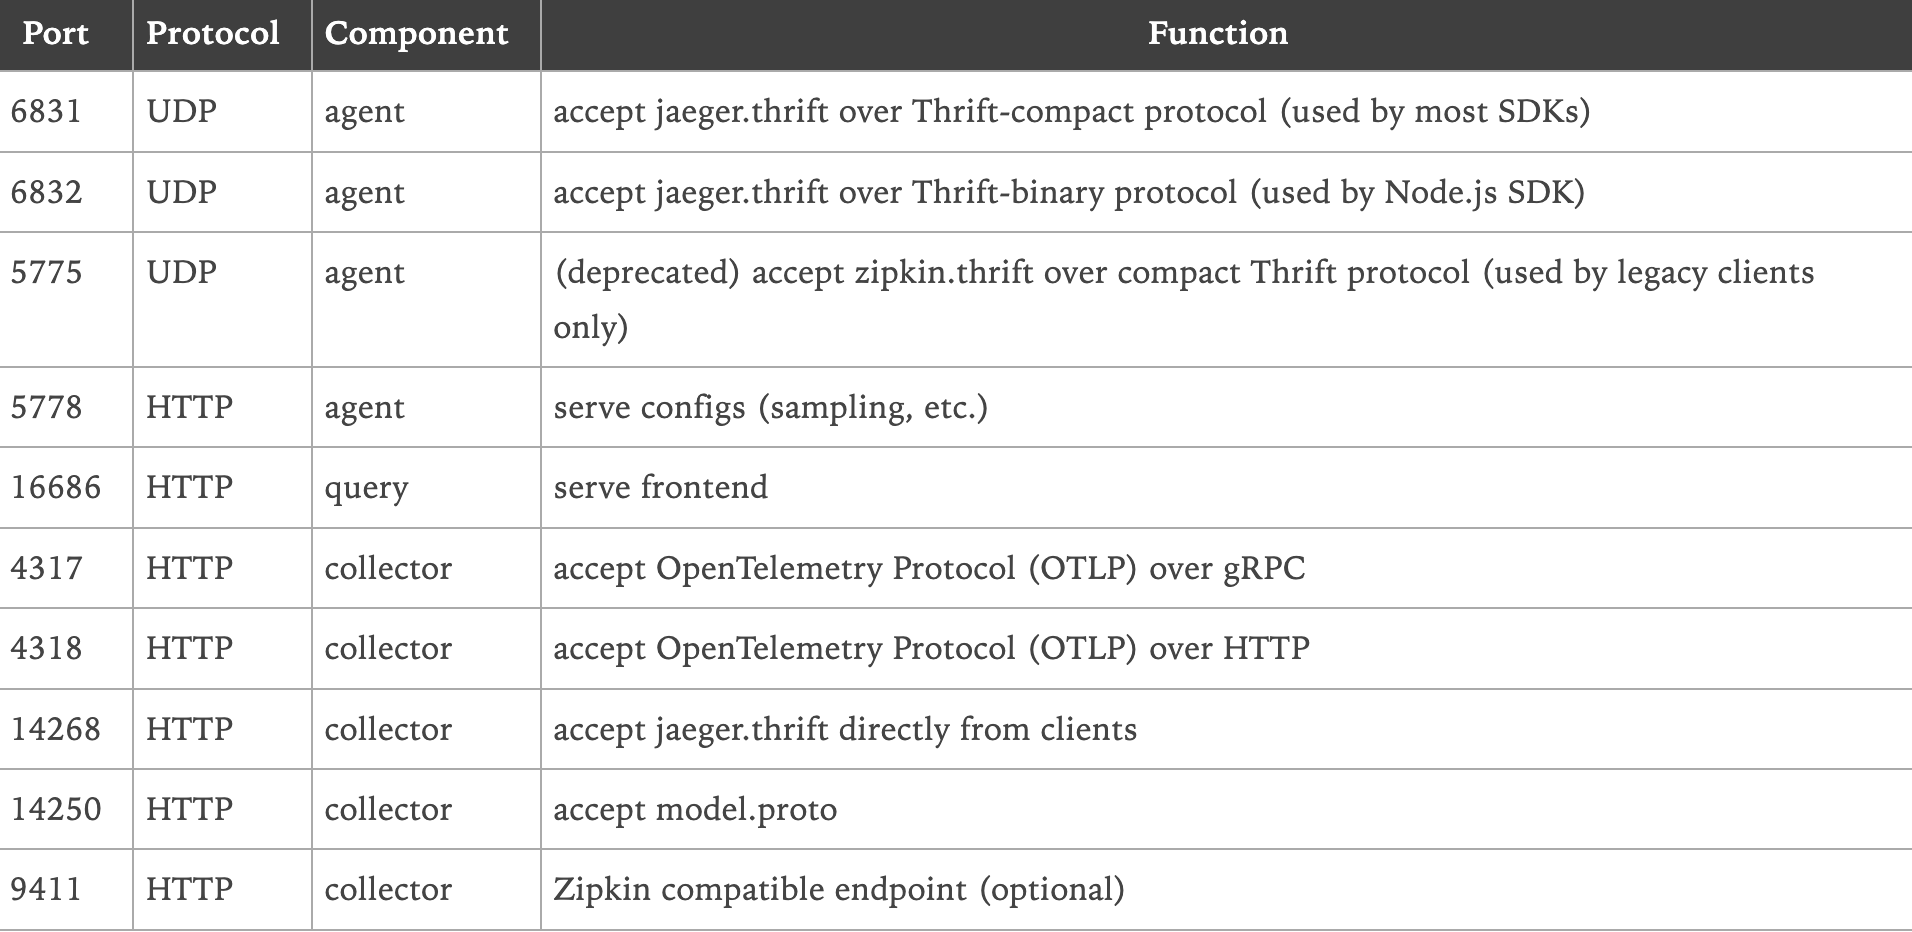 Port Protocol Component Function
6831 UDP agent accept jaeger.thrift over Thrift-compact protocol (used by most SDKs)
6832 UDP agent accept jaeger.thrift over Thrift-binary protocol (used by Node.js SDK)
5775 UDP agent (deprecated) accept zipkin.thrift over compact Thrift protocol (used by legacy clients
only)
5778 HTTP agent serve configs (sampling, etc.)
16686 HTTP query serve frontend
4317 HTTP collector accept OpenTelemetry Protocol (OTLP) over gRPC
4318 HTTP collector accept OpenTelemetry Protocol (OTLP) over HTTP
14268 HTTP collector accept jaeger.thrift directly from clients
14250 HTTP collector accept model.proto
9411 HTTP collector Zipkin compatible endpoint (optional)